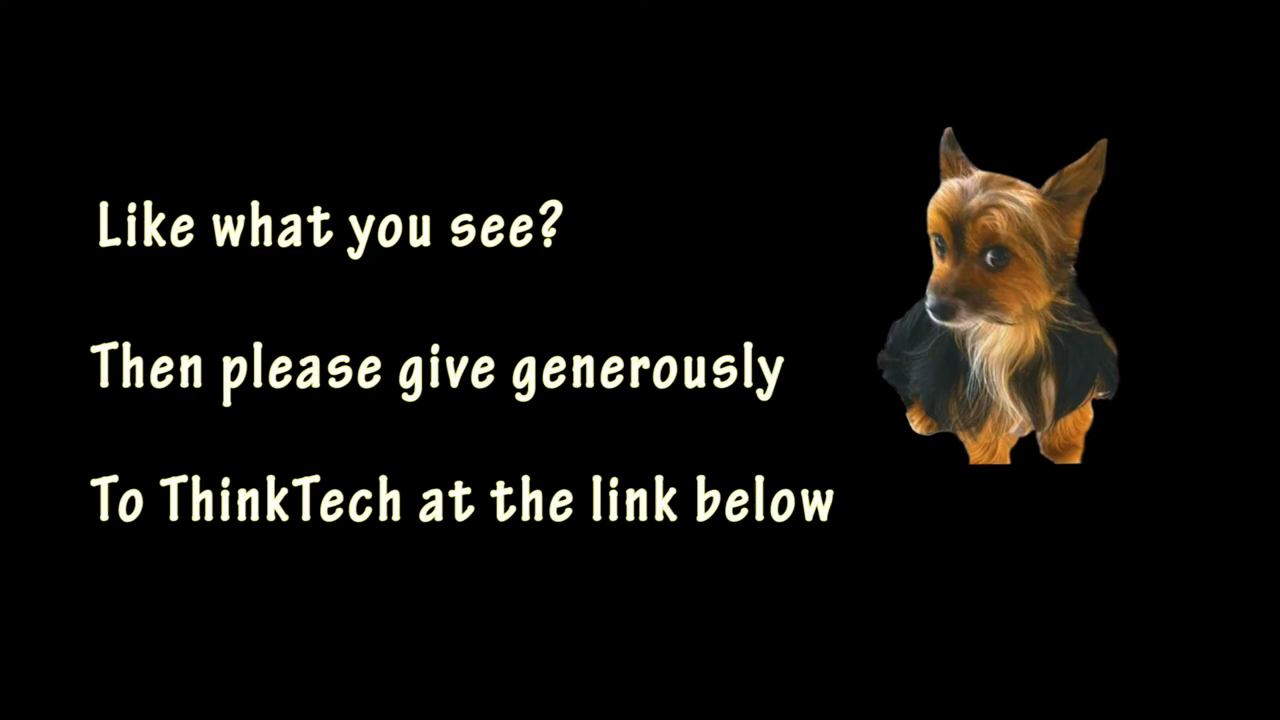 Like what you see?
Then please give generously
To ThinkTech at the link below